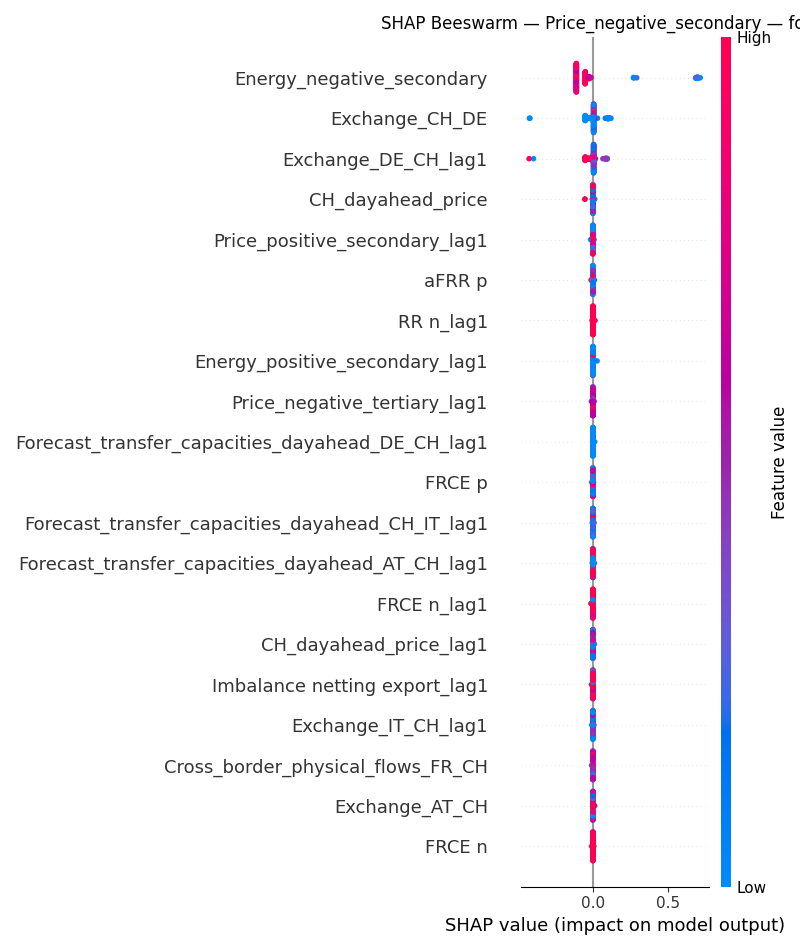 SHAP Beeswarm — Price_negative_secondary — fo
High
Energy_negative_secondary
Exchange_CH_DE
Exchange_DE_CH_lag1
CH_dayahead_price
Price_positive_secondary_lag1
aFRR p
RR n_lag1
Energy_positive_secondary_lag1
Price_negative_tertiary_lag1
Forecast_transfer_capacities_dayahead_DE_CH_lag1
FRCE p
Forecast_transfer_capacities_dayahead_CH_IT_lag1
Forecast_transfer_capacities_dayahead_AT_CH_lag1
FRCE n_lag1
CH_dayahead_price_lag1
Imbalance netting export_lag1
Exchange_IT_CH_lag1
Cross_border_physical_flows_FR_CH
Exchange_AT_CH
FRCE n
Feature value
Low
0.0 0.5
SHAP value (impact on model output)